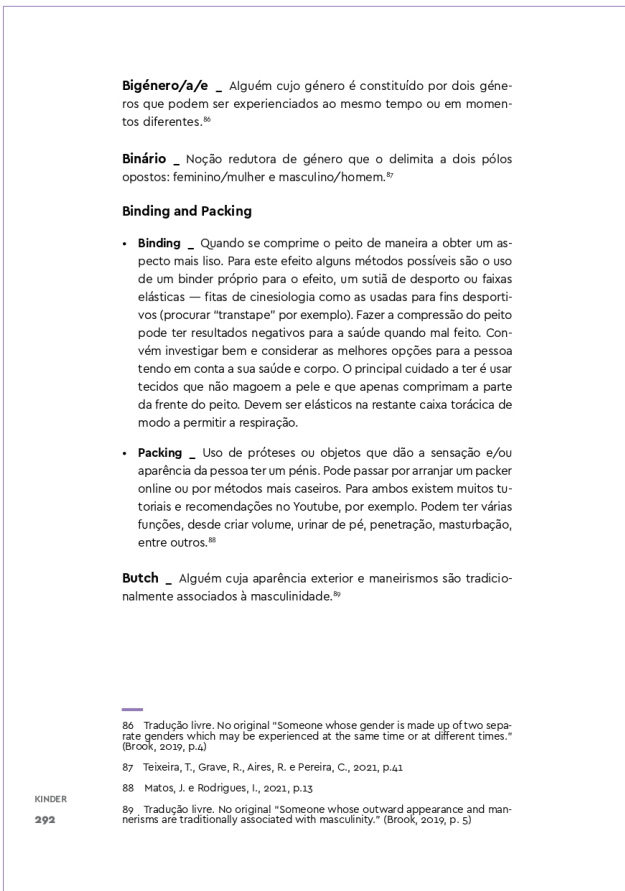 Bigénero/a/e _ Alguém cujo género é constituído por dois géne-
ros que podem ser experienciados ao mesmo tempo ou em momen-
tos diferentes.86
Binário _ Noção redutora de género que o delimita a dois pólos
opostos: feminino/mulher e masculino/homem.87
Binding and Packing
• Binding _ Quando se comprime o peito de maneira a obter um as-
pecto mais liso. Para este efeito alguns métodos possíveis são o uso
de um binder próprio para o efeito, um sutiã de desporto ou faixas
elásticas — fitas de cinesiologia como as usadas para fins desporti-
vos (procurar “transtape” por exemplo). Fazer a compressão do peito
pode ter resultados negativos para a saúde quando mal feito. Con-
vém investigar bem e considerar as melhores opções para a pessoa
tendo em conta a sua saúde e corpo. O principal cuidado a ter é usar
tecidos que não magoem a pele e que apenas comprimam a parte
da frente do peito. Devem ser elásticos na restante caixa torácica de
modo a permitir a respiração.
• Packing _ Uso de próteses ou objetos que dão a sensação e/ou
aparência da pessoa ter um pénis. Pode passar por arranjar um packer
online ou por métodos mais caseiros. Para ambos existem muitos tu-
toriais e recomendações no Youtube, por exemplo. Podem ter várias
funções, desde criar volume, urinar de pé, penetração, masturbação,
entre outros.88
Butch _ Alguém cuja aparência exterior e maneirismos são tradicio-
nalmente associados à masculinidade.89
86 Tradução livre. No original “Someone whose gender is made up of two sepa-
rate genders which may be experienced at the same time or at different times.”
(Brook, 2019, p.4)
87 Teixeira, T., Grave, R., Aires, R. e Pereira, C., 2021, p.41
88 Matos, J. e Rodrigues, I., 2021, p.13
89 Tradução livre. No original “Someone whose outward appearance and man-
nerisms are traditionally associated with masculinity.” (Brook, 2019, p. 5)
KINDER
292